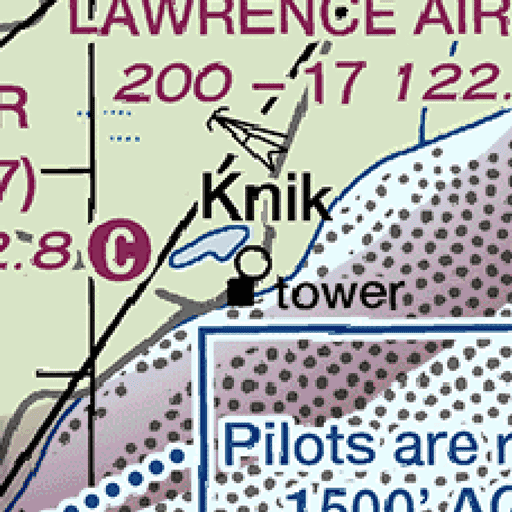 LAWRENCE AIR
200 - 17 122.
R
7)
Knik
2.8 C
tower
Pilots are
1500' AG